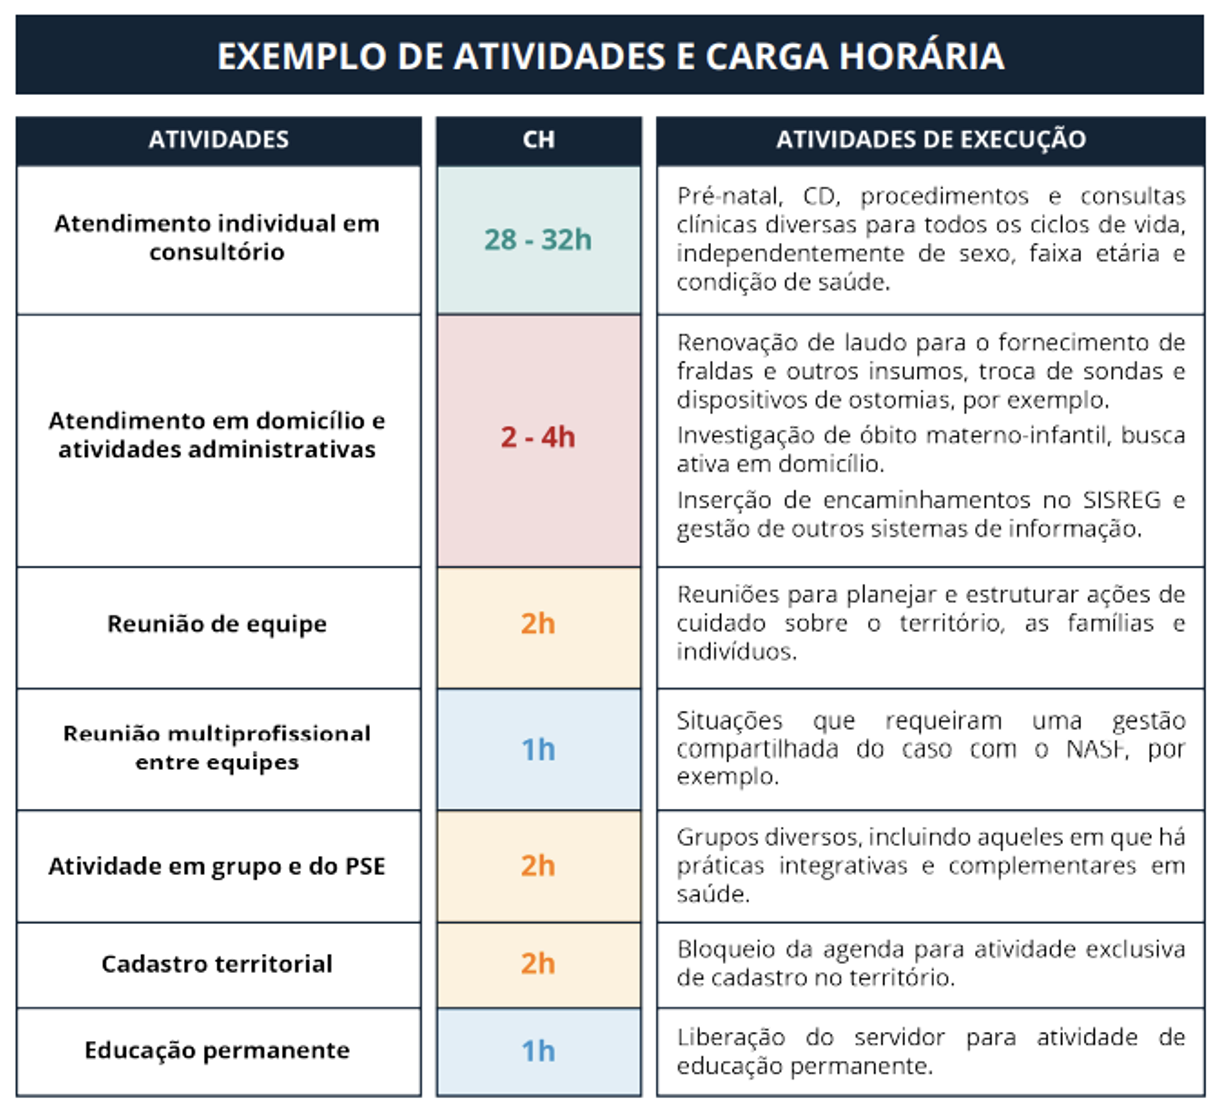 EXEMPLO DE ATIVIDADES E CARGA HORÁRIA
ATIVIDADES
CH
ATIVIDADES DE EXECUÇÃO
Atendimento individual em
consultório
28 - 32h
Pré-natal, CD, procedimentos e consultas
clínicas diversas para todos os ciclos de vida,
independentemente de sexo, faixa etária e
condição de saúde.
Atendimento em domicílio e
atividades administrativas
2 - 4h
Renovação de laudo para o fornecimento de
fraldas e outros insumos, troca de sondas e
dispositivos de ostomias, por exemplo.
Investigação de óbito materno-infantil, busca
ativa em domicílio.
Inserção de encaminhamentos no SISREG e
gestão de outros sistemas de informação.
Reunião de equipe
2h
Reuniões para planejar e estruturar ações de
cuidado sobre o território, as famílias e
indivíduos.
Reunião multiprofissional
entre equipes
1h
Situações que requeiram uma gestão
compartilhada do caso com o NASF, por
exemplo.
Atividade em grupo e do PSE
2h
Grupos diversos, incluindo aqueles em que há
práticas integrativas e complementares em
saúde.
Cadastro territorial
2h
Bloqueio da agenda para atividade exclusiva
de cadastro no território.
Educação permanente
1h
Liberação do servidor para atividade de
educação permanente.